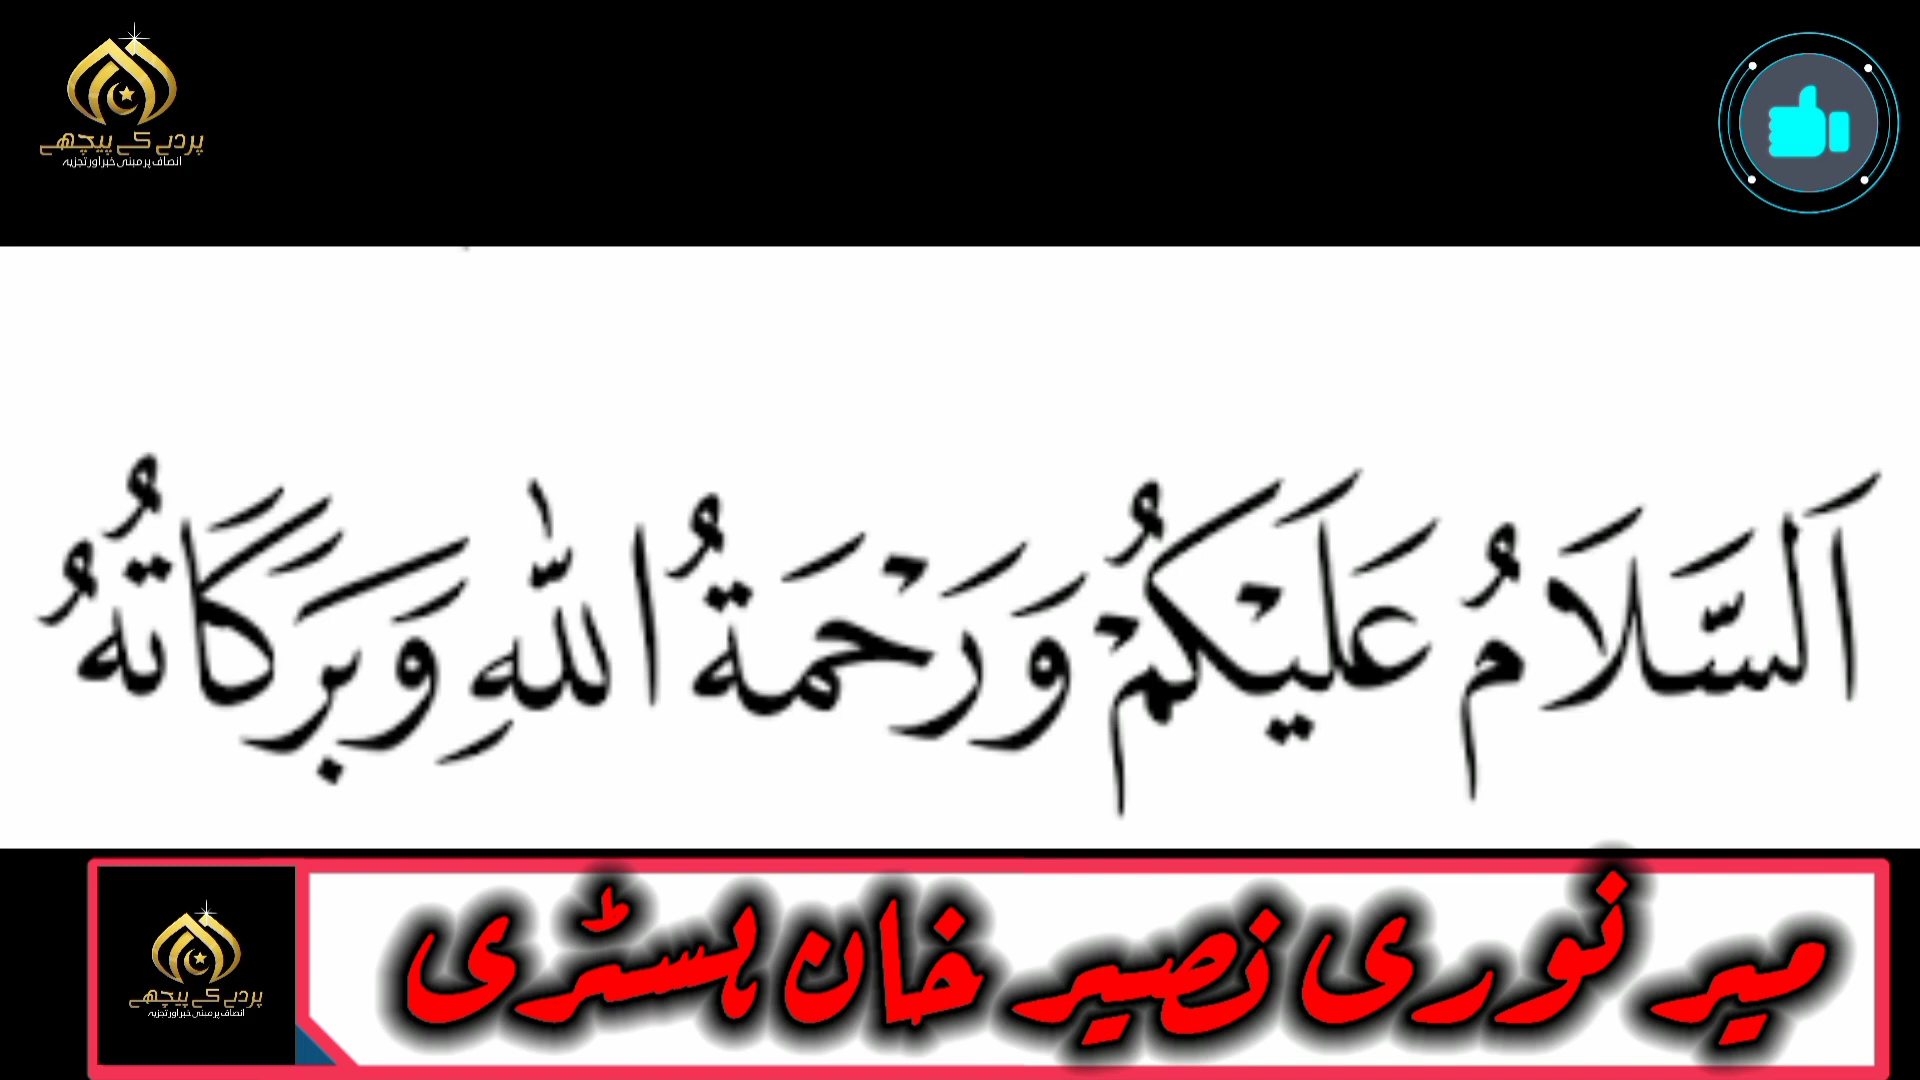 پردے کے پیچھے
انصاف پر مبنی خبر اور تجزیہ
اَلسَّلَامُ عَلَيْكُمْ وَرَحْمَةُ اللّٰهِ وَبَرَكَاتُهُ
میر نوری نصیر خان ہسٹری
پردے کے پیچھے
انصاف پر مبنی خبر اور تجزیہ